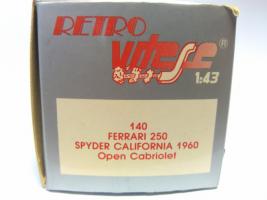 RETRO
Vitesse®
1:43
140
FERRARI 250
SPYDER CALIFORNIA 1960
Open Cabriolet